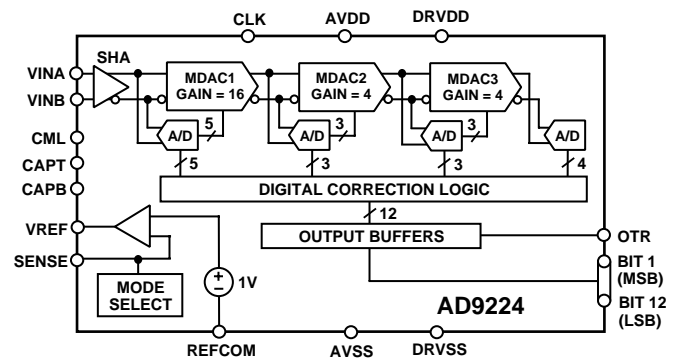 CLK
AVDD
DRVDD
SHA
VINA
VINB
MDAC1
GAIN = 16
MDAC2
GAIN = 4
MDAC3
GAIN = 4
A/D
5
A/D
3
A/D
3
A/D
CML
CAPT
CAPB
5
3
3
4
DIGITAL CORRECTION LOGIC
12
VREF
OUTPUT BUFFERS
OTR
SENSE
MODE
SELECT
+
–
1V
BIT 1
(MSB)
AD9224
BIT 12
(LSB)
REFCOM
AVSS
DRVSS